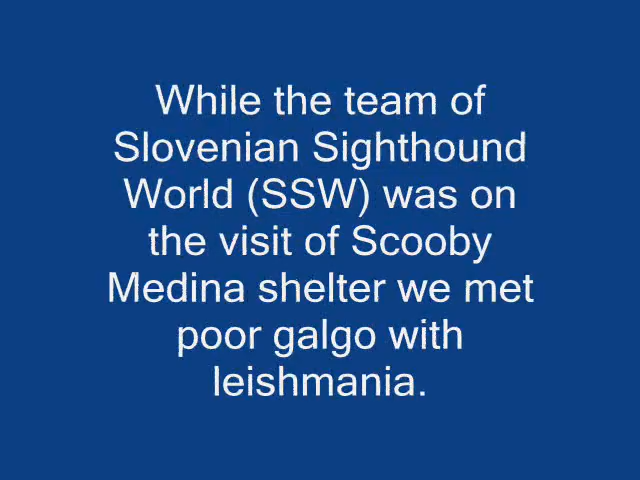 While the team of
Slovenian Sighthound
World (SSW) was on
the visit of Scooby
Medina shelter we met
poor galgo with
leishmania.